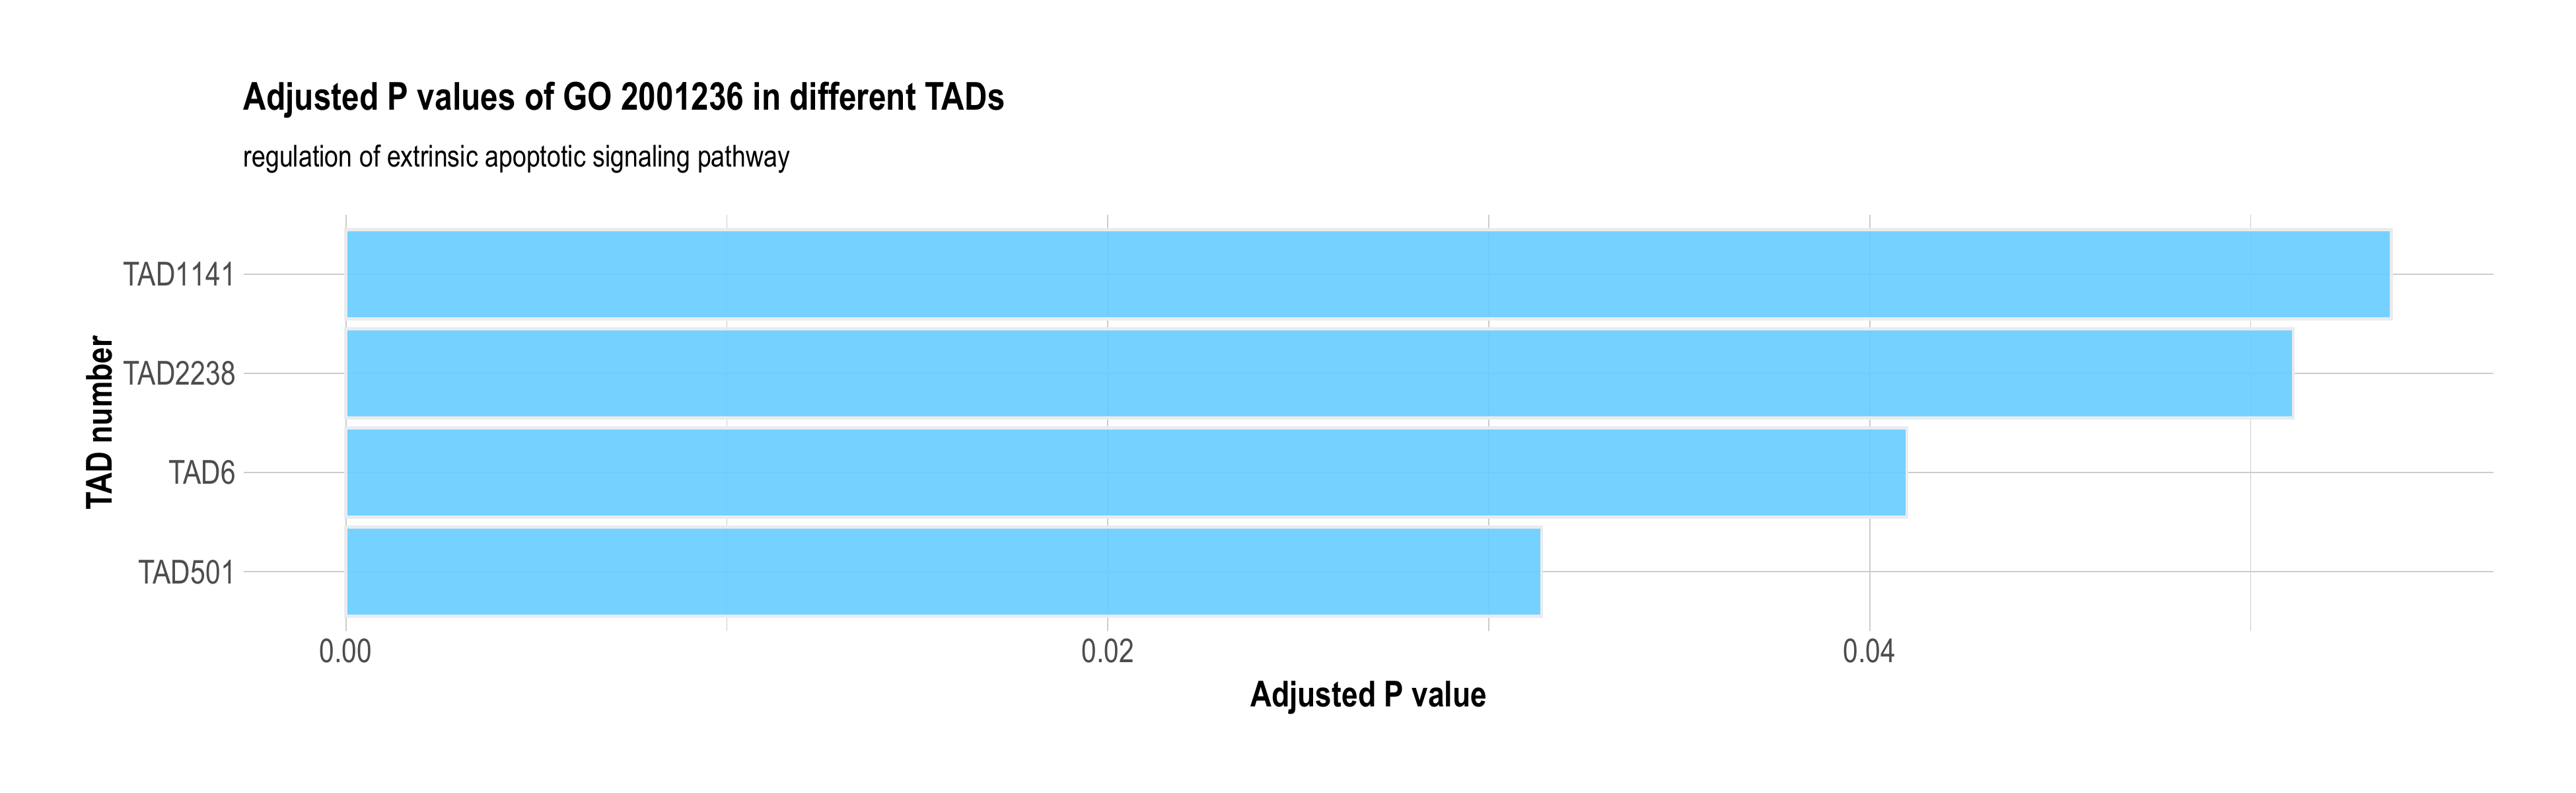 Adjusted P values of GO 2001236 in different TADs
regulation of extrinsic apoptotic signaling pathway
TAD number
TAD1141
TAD2238
TAD6
TAD501
0.00
0.02
0.04
Adjusted P value